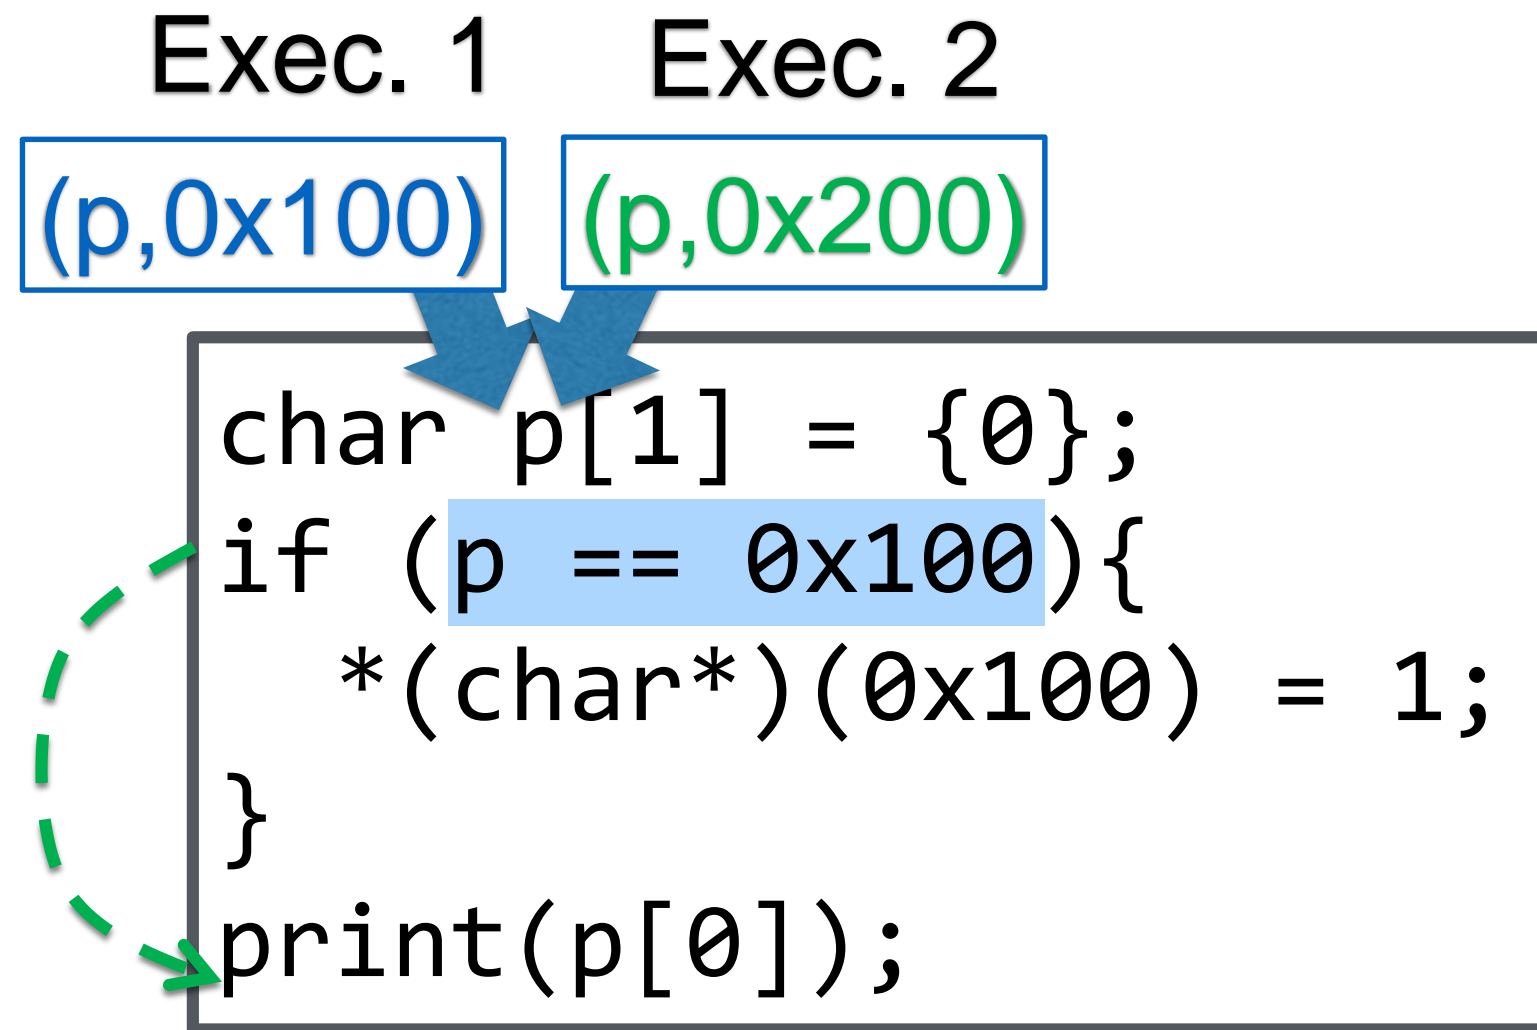 Exec. 1 Exec. 2
(p,0x100) (p,0x200)
char p[1] = {0};
if (p == 0x100){
  *(char*)(0x100) = 1;
}
print(p[0]);